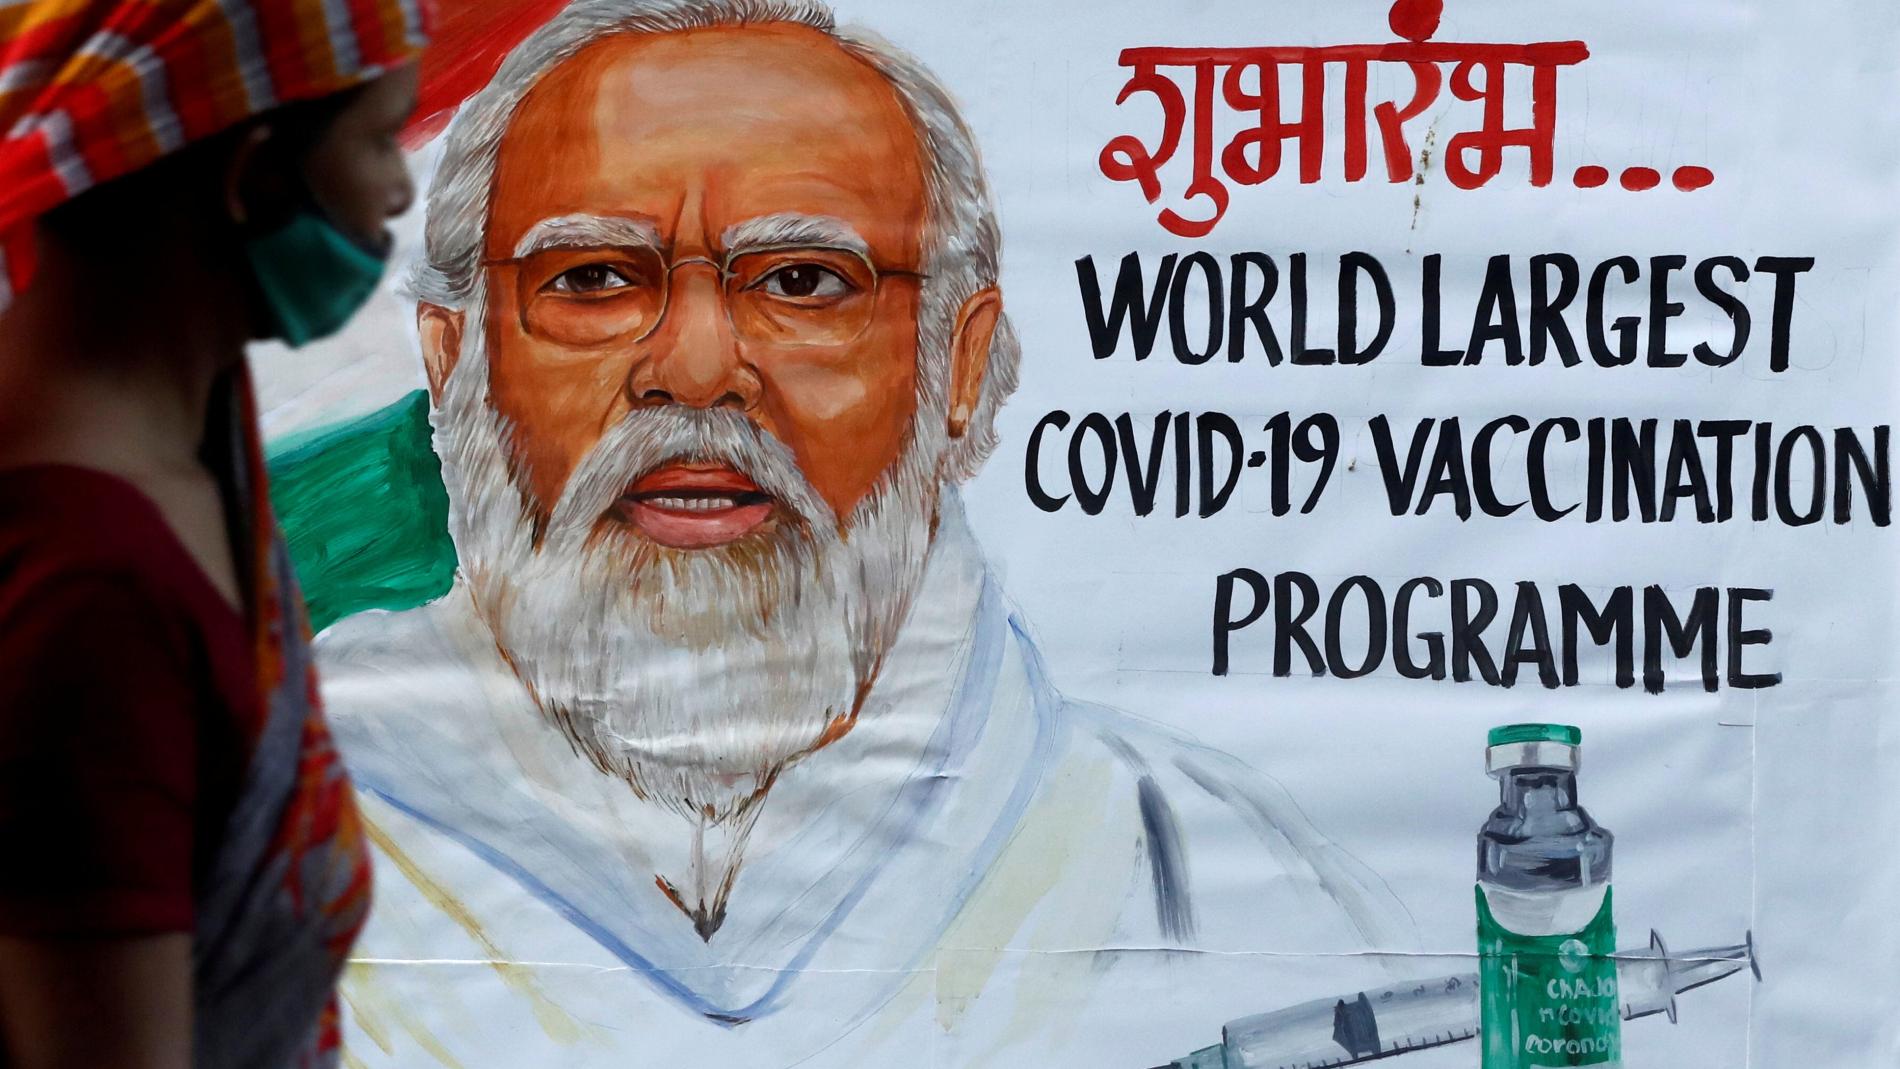 शुभारंभ...
WORLD LARGEST
COVID-19 VACCINATION
PROGRAMME